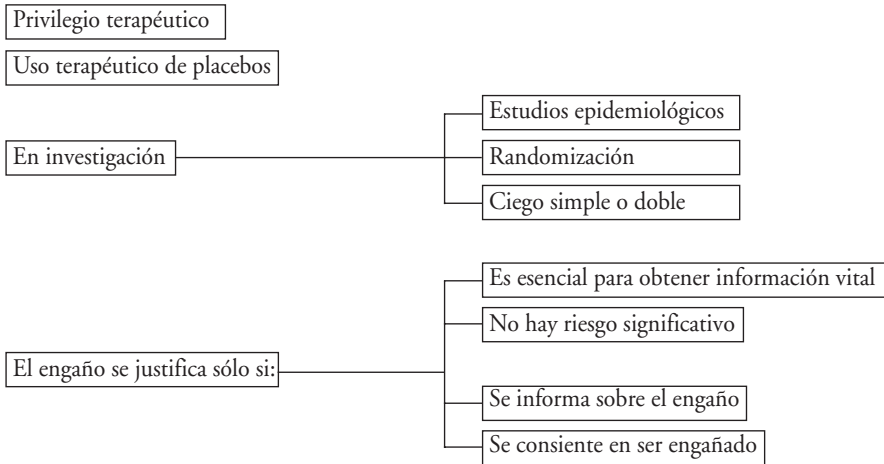 Privilegio terapéutico
Uso terapéutico de placebos
En investigación
Estudios epidemiológicos
Randomización
Ciego simple o doble
El engaño se justifica sólo si:
Es esencial para obtener información vital
No hay riesgo significativo
Se informa sobre el engaño
Se consiente en ser engañado